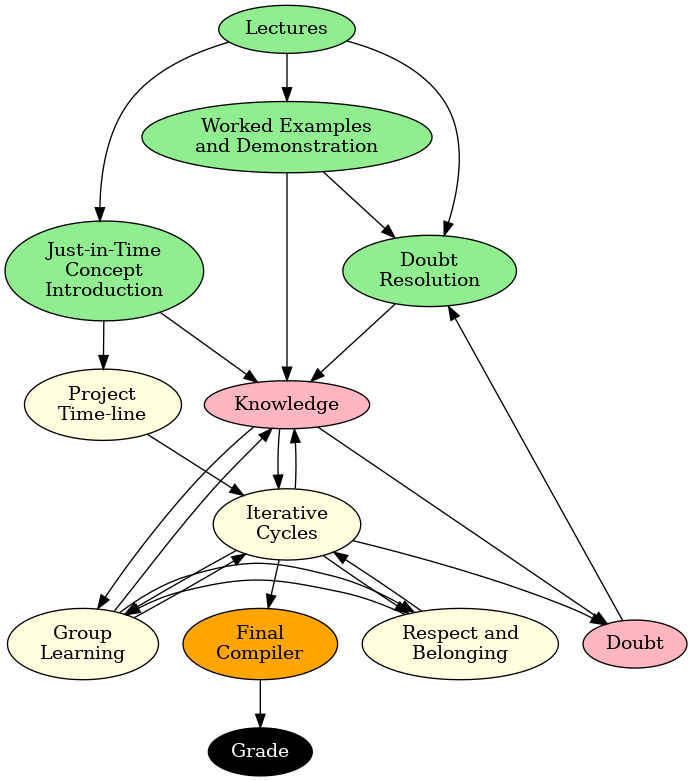 Lectures
Worked Examples
and Demonstration
Just-in-Time
Concept
Introduction
Doubt
Resolution
Project
Time-line
Knowledge
Iterative
Cycles
Group
Learning
Final
Compiler
Respect and
Belonging
Doubt
Grade